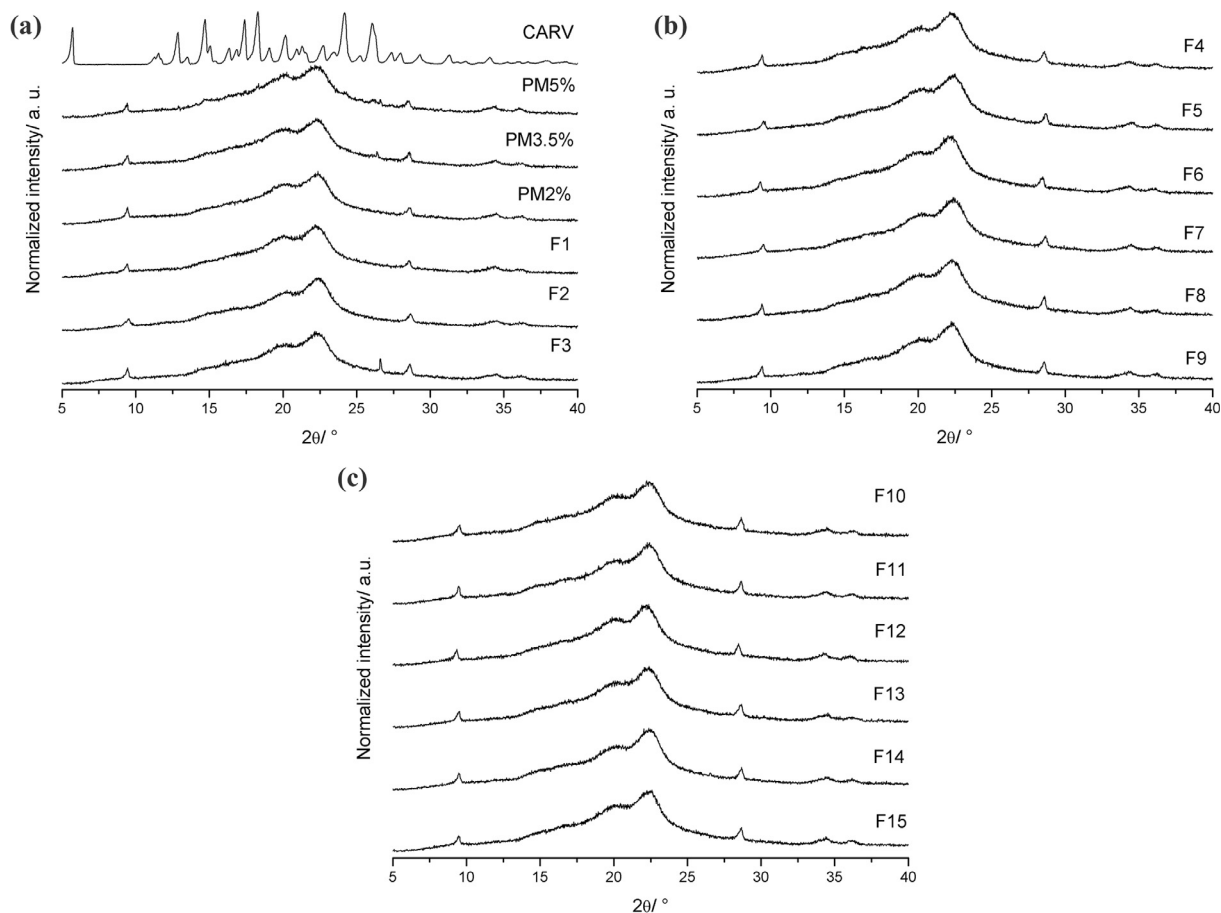 (a)
CARV
PM5%
PM3.5%
PM2%
F1
F2
F3
Normalized intensity/ a. u.
5 10 15 20 25 30 35 40
2θ/ °
(b)
F4
F5
F6
F7
F8
F9
Normalized intensity/ a. u.
5 10 15 20 25 30 35 40
2θ/ °
(c)
F10
F11
F12
F13
F14
F15
Normalized intensity/ a.u.
5 10 15 20 25 30 35 40
2θ/ °